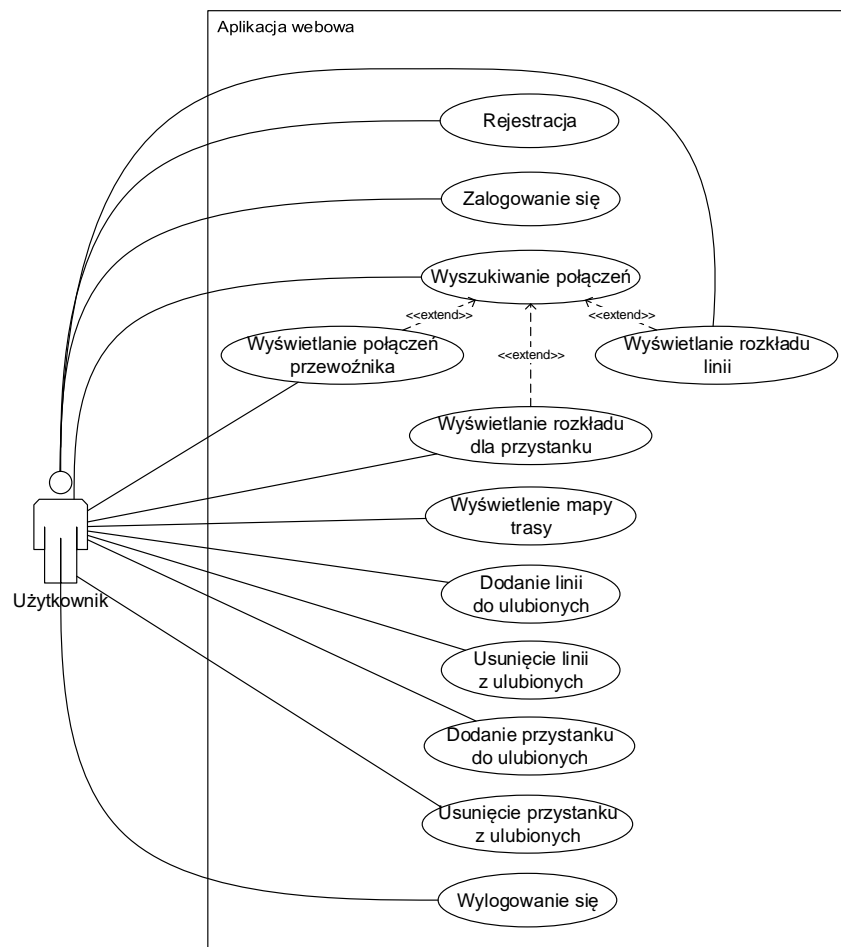 Aplikacja webowa
Rejestracja
Zalogowanie się
Wyszukiwanie połączeń
<<extend>>
<<extend>>
<<extend>>
Wyświetlanie połączeń
przewoźnika
Wyświetlanie rozkładu
linii
Wyświetlanie rozkładu
dla przystanku
Wyświetlenie mapy
trasy
Dodanie linii
do ulubionych
Użytkownik
Usunięcie linii
z ulubionych
Dodanie przystanku
do ulubionych
Usunięcie przystanku
z ulubionych
Wylogowanie się